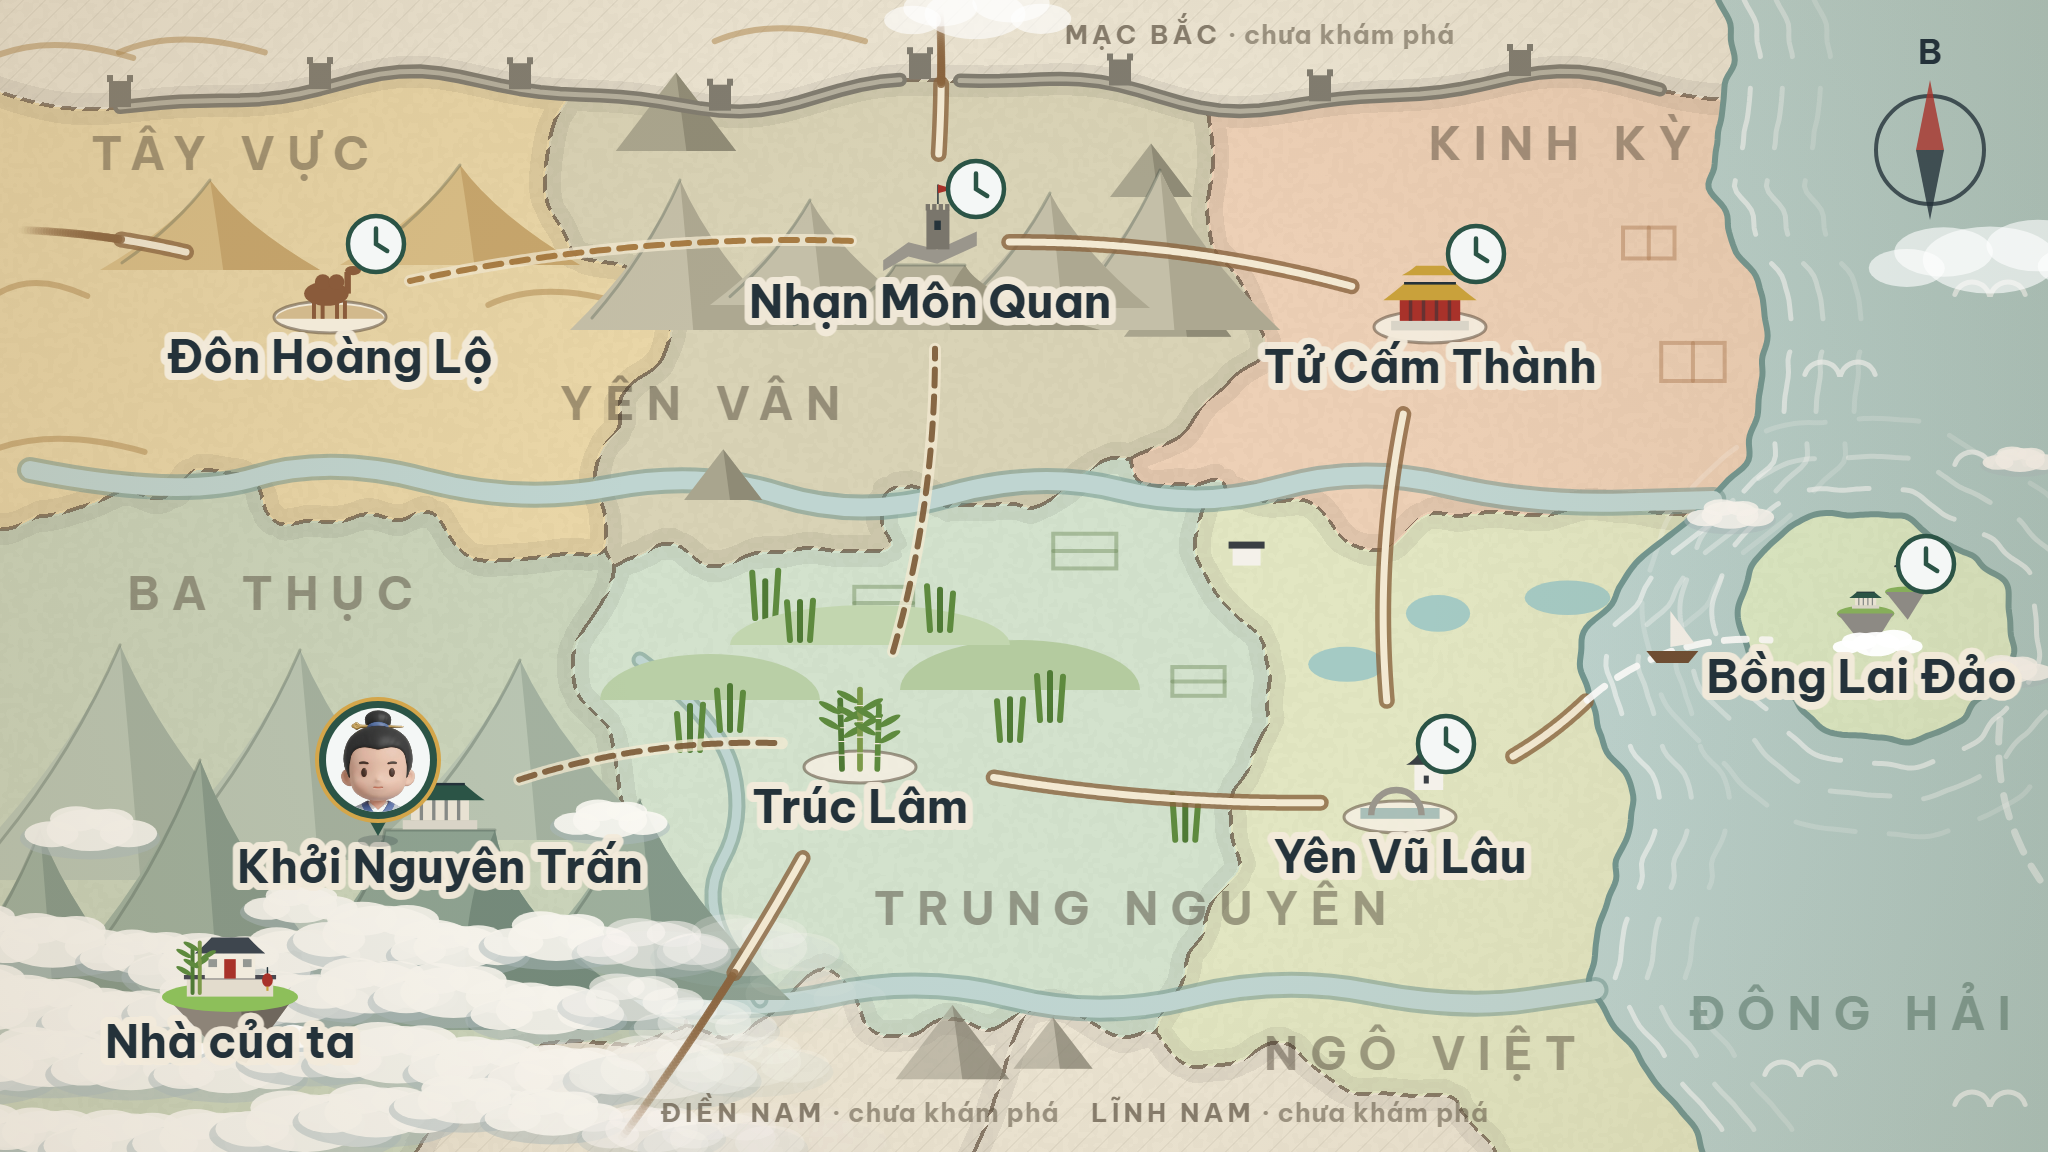 MẠC BẮC · chưa khám phá
B
TÂY VỰC
KINH KỲ
Nhạn Môn Quan
Đôn Hoàng Lộ
Tử Cấm Thành
YÊN VÂN
BA THỤC
Bồng Lai Đảo
Trúc Lâm
Khởi Nguyên Trấn
Yên Vũ Lâu
TRUNG NGUYÊN
ĐÔNG HẢI
Nhà của ta
NGÔ VIỆT
ĐIỀN NAM · chưa khám phá
LĨNH NAM · chưa khám phá